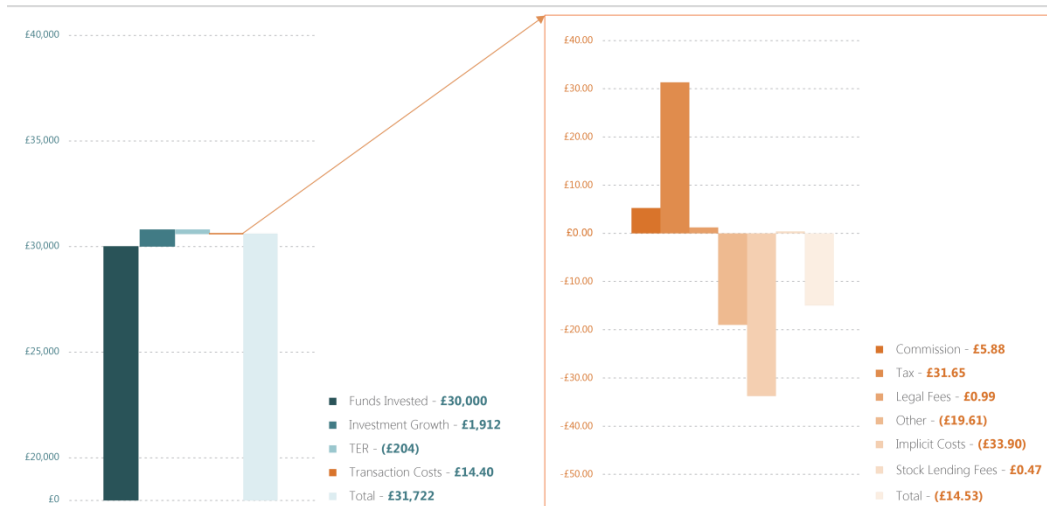 £40,000
£35,000
£30,000
£25,000
£20,000
£0
Funds Invested - £30,000
Investment Growth - £1,912
TER - (£204)
Transaction Costs - £14.40
Total - £31,722
£40.00
£30.00
£20.00
£10.00
£0.00
-£10.00
-£20.00
-£30.00
-£40.00
-£50.00
Commission - £5.88
Tax - £31.65
Legal Fees - £0.99
Other - (£19.61)
Implicit Costs - (£33.90)
Stock Lending Fees - £0.47
Total - (£14.53)